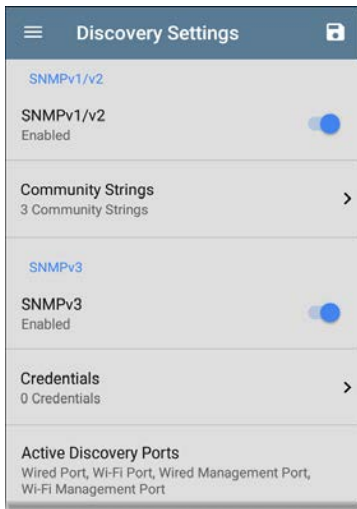 Discovery Settings
SNMPv1/v2
SNMPv1/v2
Enabled
Community Strings
3 Community Strings
SNMPv3
SNMPv3
Enabled
Credentials
0 Credentials
Active Discovery Ports
Wired Port, Wi-Fi Port, Wired Management Port,
Wi-Fi Management Port